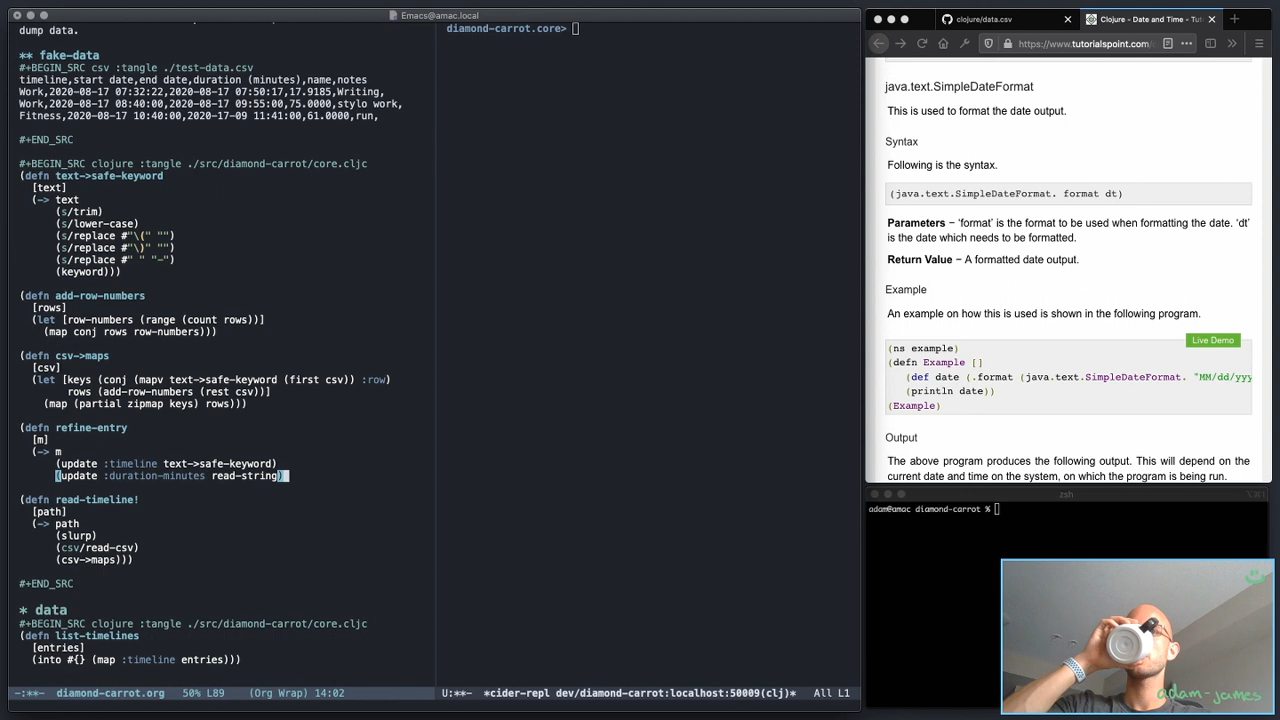 Emacs@amac.local
dump data.
** fake-data
#+BEGIN_SRC csv :tangle ./test-data.csv
timeline,start date,end date,duration (minutes),name,notes
Work,2020-08-17 07:32:22,2020-08-17 07:50:17,17.9185,Writing,
Work,2020-08-17 08:40:00,2020-08-17 09:55:00,75.0000,stylo work,
Fitness,2020-08-17 10:40:00,2020-17-09 11:41:00,61.0000,run,
#+END_SRC
#+BEGIN_SRC clojure :tangle ./src/diamond-carrot/core.cljc
(defn text->safe-keyword
[text]
(-> text
(s/trim)
(s/lower-case)
(s/replace #"\(" "")
(s/replace #"\)" "")
(s/replace #" " "-")
(keyword)))
(defn add-row-numbers
[rows]
(let [row-numbers (range (count rows))]
(map conj rows row-numbers)))
(defn csv->maps
[csv]
(let [keys (conj (mapv text->safe-keyword (first csv)) :row)
rows (add-row-numbers (rest csv))]
(map (partial zipmap keys) rows)))
(defn refine-entry
[m]
(-> m
(update :timeline text->safe-keyword)
(update :duration-minutes read-string)
(defn read-timeline!
[path]
(-> path
(slurp)
(csv/read-csv)
(csv->maps)))
#+END_SRC
* data
#+BEGIN_SRC clojure :tangle ./src/diamond-carrot/core.cljc
(defn list-timelines
[entries]
(into #{} (map :timeline entries)))
-:**- diamond-carrot.org 50% L89 (Org Wrap) 14:02
diamond-carrot.core>
U:**- *cider-repl dev/diamond-carrot:localhost:50009(clj)* All L1
clojure/data.csv
Clojure - Date and Time -
https://www.tutorialspoint.com/
java.text.SimpleDateFormat
This is used to format the date output.
Syntax
Following is the syntax.
(java.text.SimpleDateFormat. format dt)
Parameters − ‘format’ is the format to be used when formatting the date. ‘dt’
is the date which needs to be formatted.
Return Value − A formatted date output.
Example
An example on how this is used is shown in the following program.
Live Demo
(ns example)
(defn Example []
(def date (.format (java.text.SimpleDateFormat. "MM/dd/yyy
(println date))
(Example)
Output
The above program produces the following output. This will depend on the
current date and time on the system, on which the program is being run.
zsh
adam@amac diamond-carrot %
adam-james